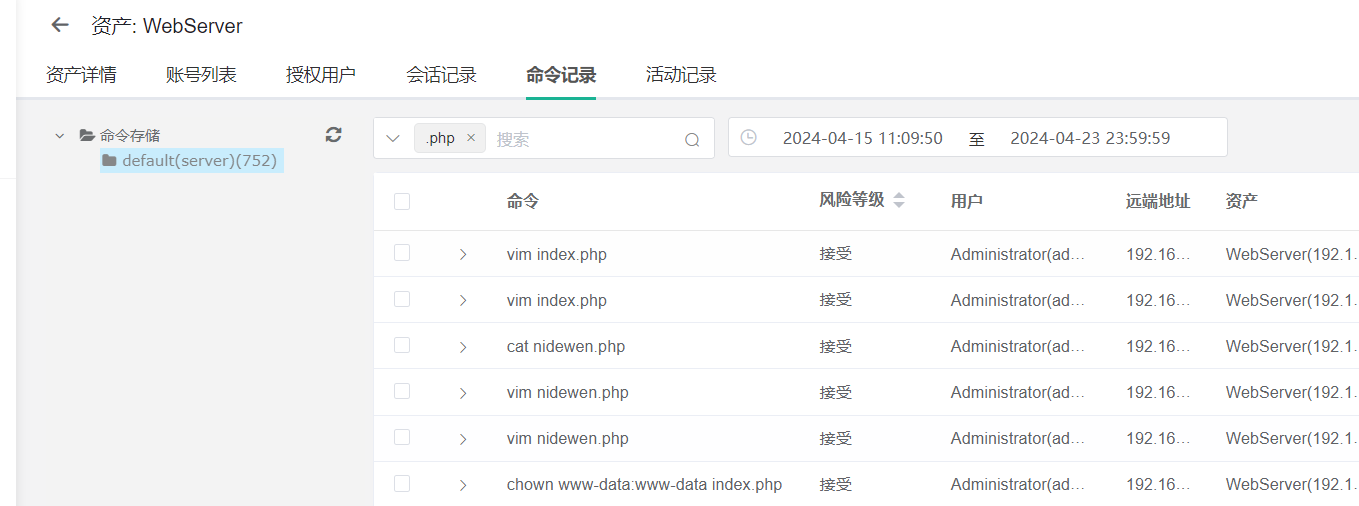 资产: WebServer
资产详情 账号列表 授权用户 会话记录 命令记录 活动记录
命令存储
default(server)(752)
.php × 搜索 2024-04-15 11:09:50 至 2024-04-23 23:59:59
命令 风险等级 用户 远端地址 资产
vim index.php 接受 Administrator(ad... 192.16... WebServer(192.1.
vim index.php 接受 Administrator(ad... 192.16... WebServer(192.1.
cat nidewen.php 接受 Administrator(ad... 192.16... WebServer(192.1.
vim nidewen.php 接受 Administrator(ad... 192.16... WebServer(192.1.
vim nidewen.php 接受 Administrator(ad... 192.16... WebServer(192.1.
chown www-data:www-data index.php 接受 Administrator(ad... 192.16... WebServer(192.1.